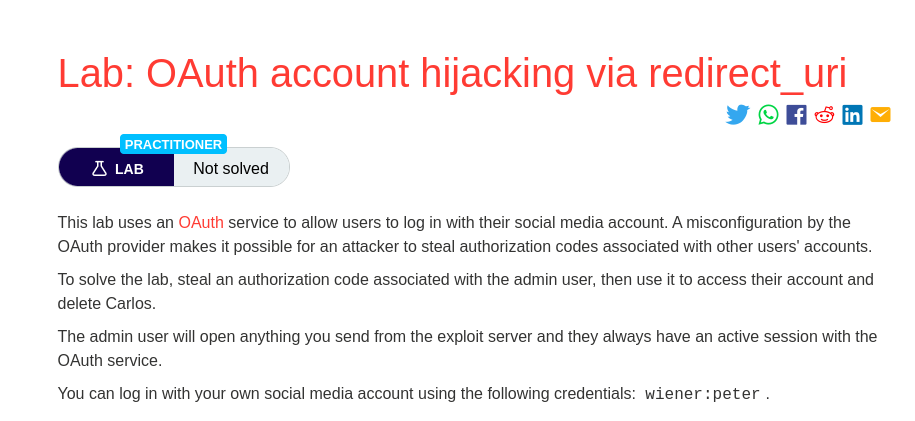 Lab: OAuth account hijacking via redirect_uri
PRACTITIONER
LAB Not solved
This lab uses an OAuth service to allow users to log in with their social media account. A misconfiguration by the
OAuth provider makes it possible for an attacker to steal authorization codes associated with other users' accounts.
To solve the lab, steal an authorization code associated with the admin user, then use it to access their account and
delete Carlos.
The admin user will open anything you send from the exploit server and they always have an active session with the
OAuth service.
You can log in with your own social media account using the following credentials: wiener:peter .